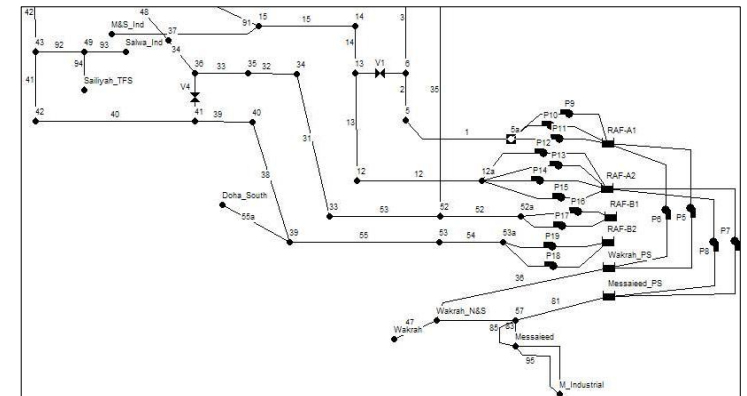 42
48
M&S_Ind
37
91
15
15
14
3
43
92
49
93
Salwa_Ind
34
14
94
Sailiyah_TFS
36
33
35
32
34
13
V1
6
35
41
V4
2
5
P9
P10
42
40
41
39
40
1
5a
P11
RAF-A1
31
13
P12
P13
38
12
12
12a
P14
RAF-A2
P15
Doha_South
33
53
52
52
52a
P16
RAF-B1
P6
P5
55a
P17
39
55
53
54
53a
P19
RAF-B2
P8
P7
P18
Wakrah_PS
36
Messaieed_PS
81
Wakrah_N&S
57
47
Wakrah
85
83
Messaieed
95
M_Industrial